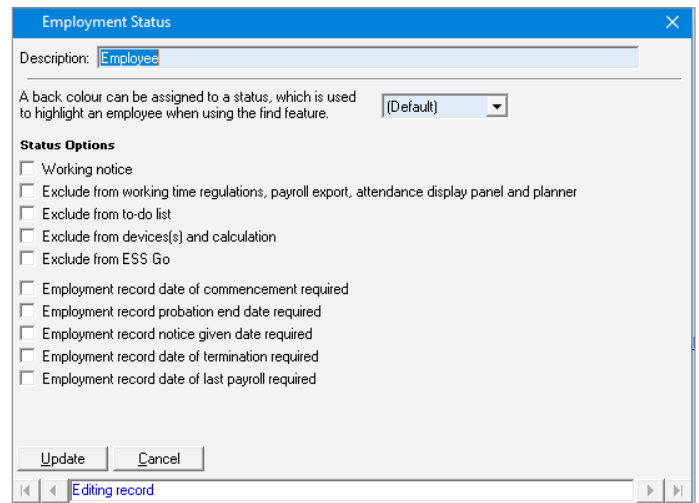 Employment Status
Description: Employee
A back colour can be assigned to a status, which is used
to highlight an employee when using the find feature.
(Default)
Status Options
Working notice
Exclude from working time regulations, payroll export, attendance display panel and planner
Exclude from to-do list
Exclude from devices(s) and calculation
Exclude from ESS Go
Employment record date of commencement required
Employment record probation end date required
Employment record notice given date required
Employment record date of termination required
Employment record date of last payroll required
Update Cancel
Editing record